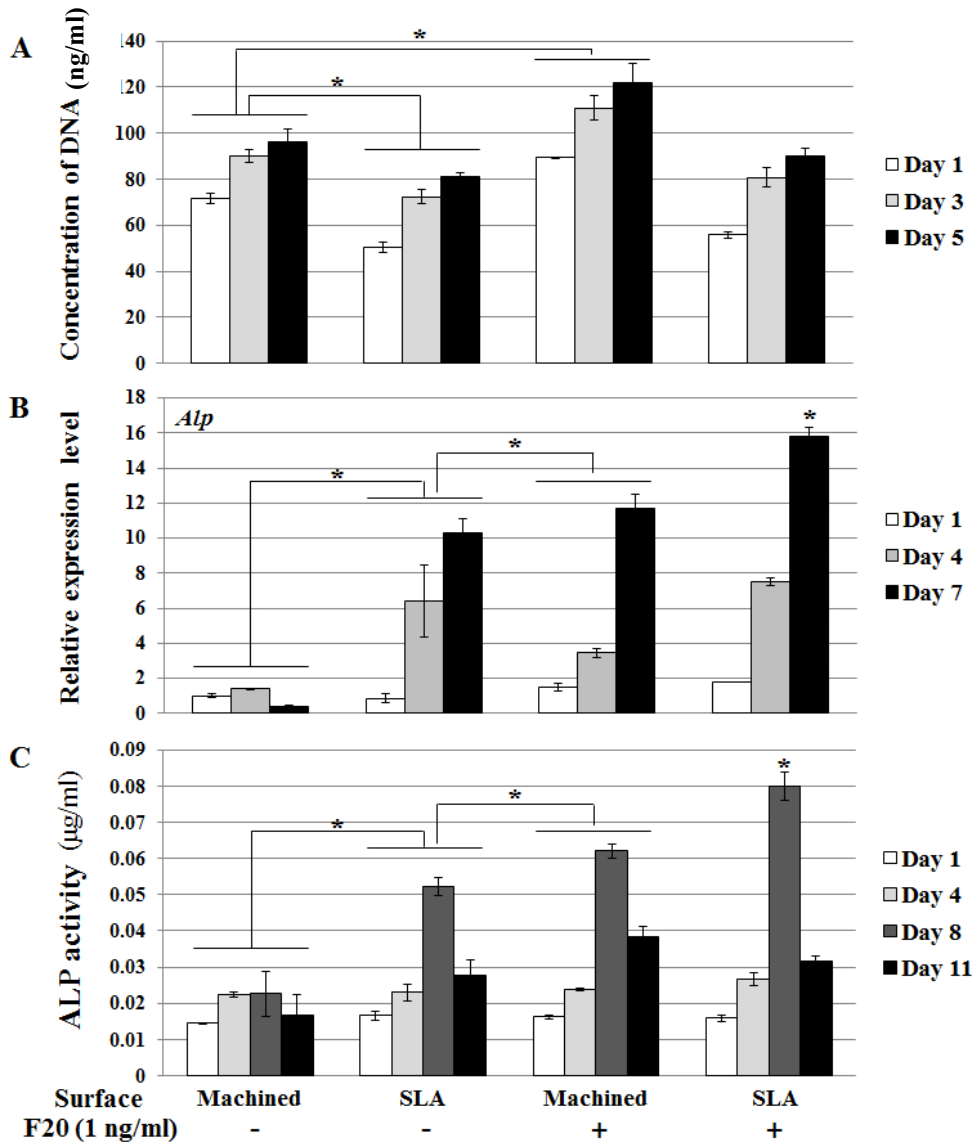 A
Concentration of DNA (ng/ml)
140
120
100
80
60
40
20
0
*
*
Day 1
Day 3
Day 5
B
Relative expression level
18
16
14
12
10
8
6
4
2
0
Alp
*
*
*
Day 1
Day 4
Day 7
C
ALP activity (μg/ml)
0.09
0.08
0.07
0.06
0.05
0.04
0.03
0.02
0.01
0
*
*
*
Day 1
Day 4
Day 8
Day 11
Surface Machined SLA Machined SLA
F20 (1 ng/ml) - - + +